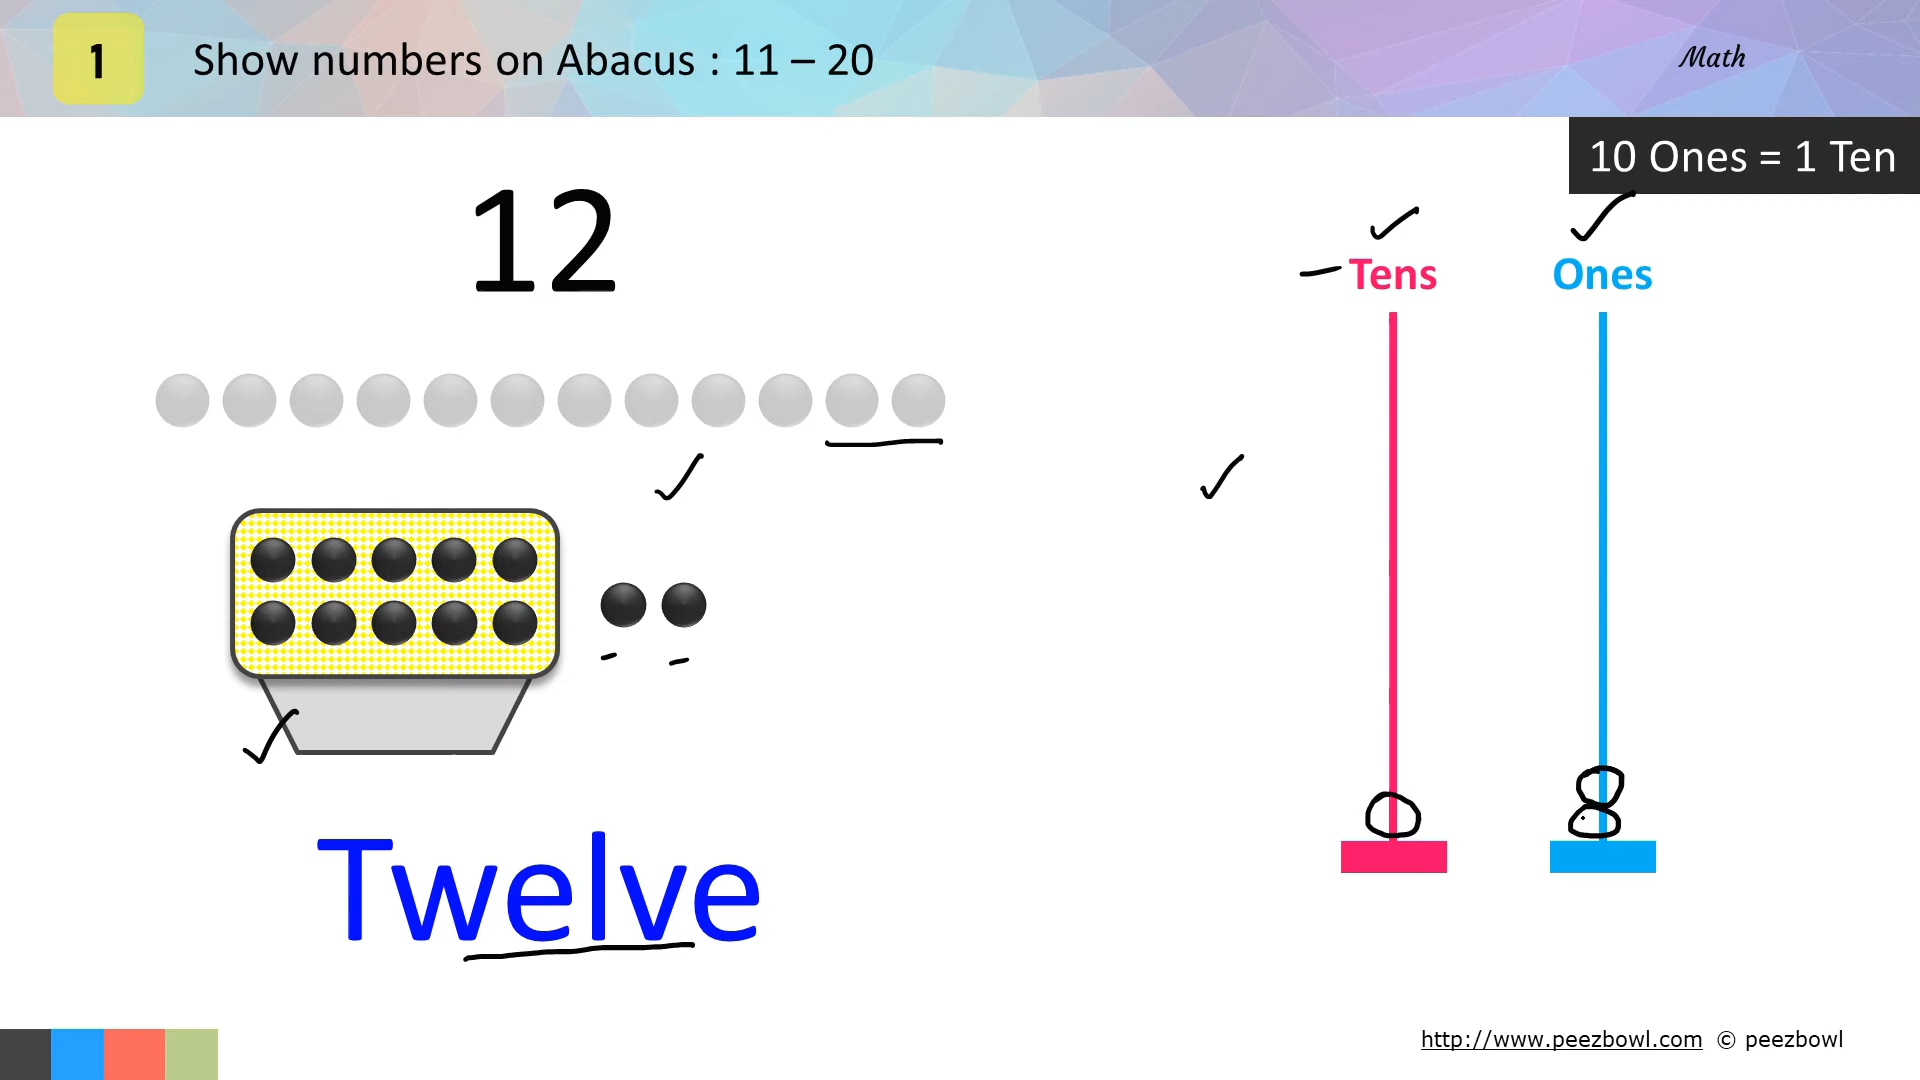 1
Show numbers on Abacus : 11 – 20
Math
10 Ones = 1 Ten
12
Tens
Ones
Twelve
http://www.peezbowl.com © peezbowl